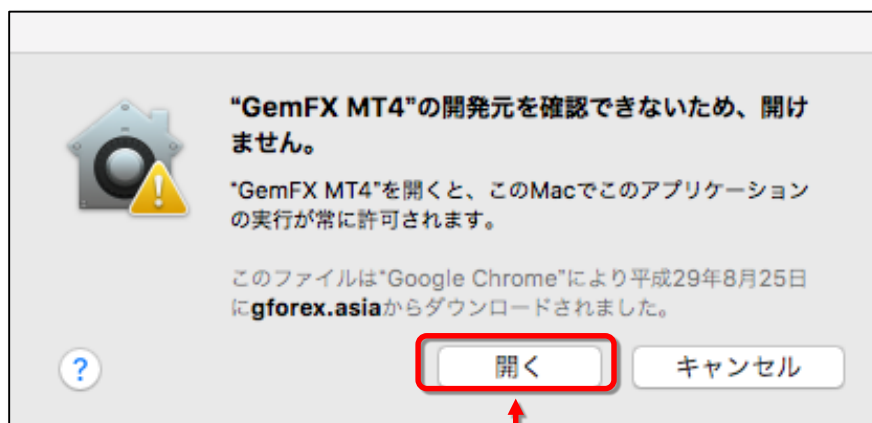 “GemFX MT4”の開発元を確認できないため、開け
ません。
“GemFX MT4”を開くと、このMacでこのアプリケーション
の実行が常に許可されます。
このファイルは“Google Chrome”により平成29年8月25日
にgforex.asiaからダウンロードされました。
?
開く
キャンセル